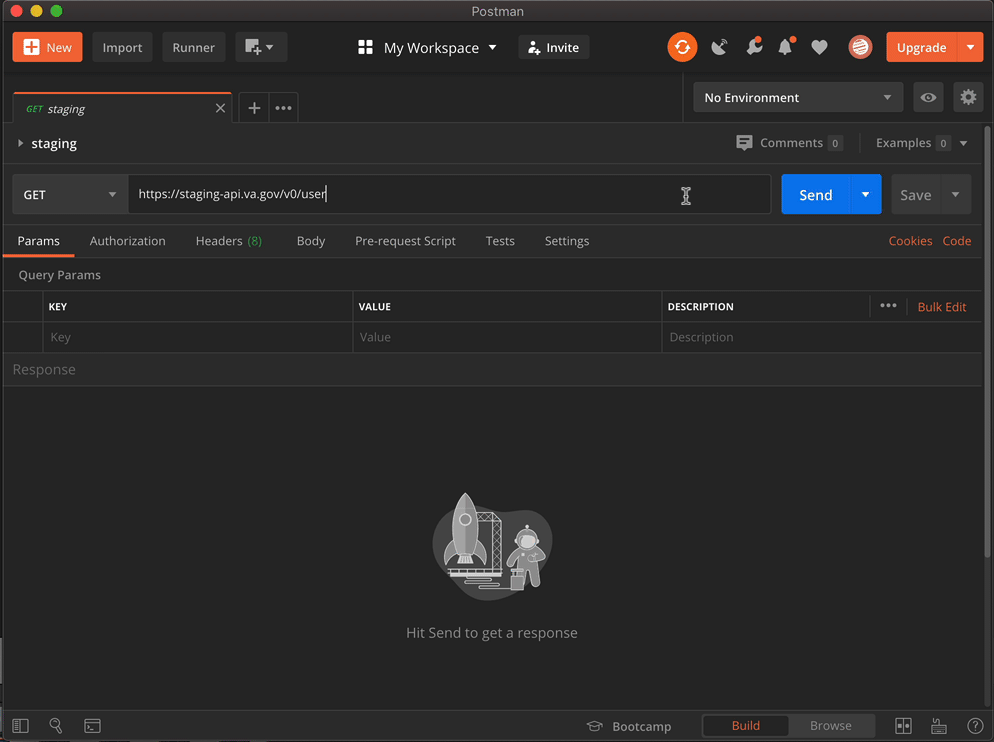 Postman
New
Import
Runner
My Workspace
Invite
Upgrade
GET staging
No Environment
staging
Comments 0
Examples 0
GET
https://staging-api.va.gov/v0/user
Send
Save
Params
Authorization
Headers (8)
Body
Pre-request Script
Tests
Settings
Cookies
Code
Query Params
KEY
VALUE
DESCRIPTION
Bulk Edit
Key
Value
Description
Response
Hit Send to get a response
Bootcamp
Build
Browse